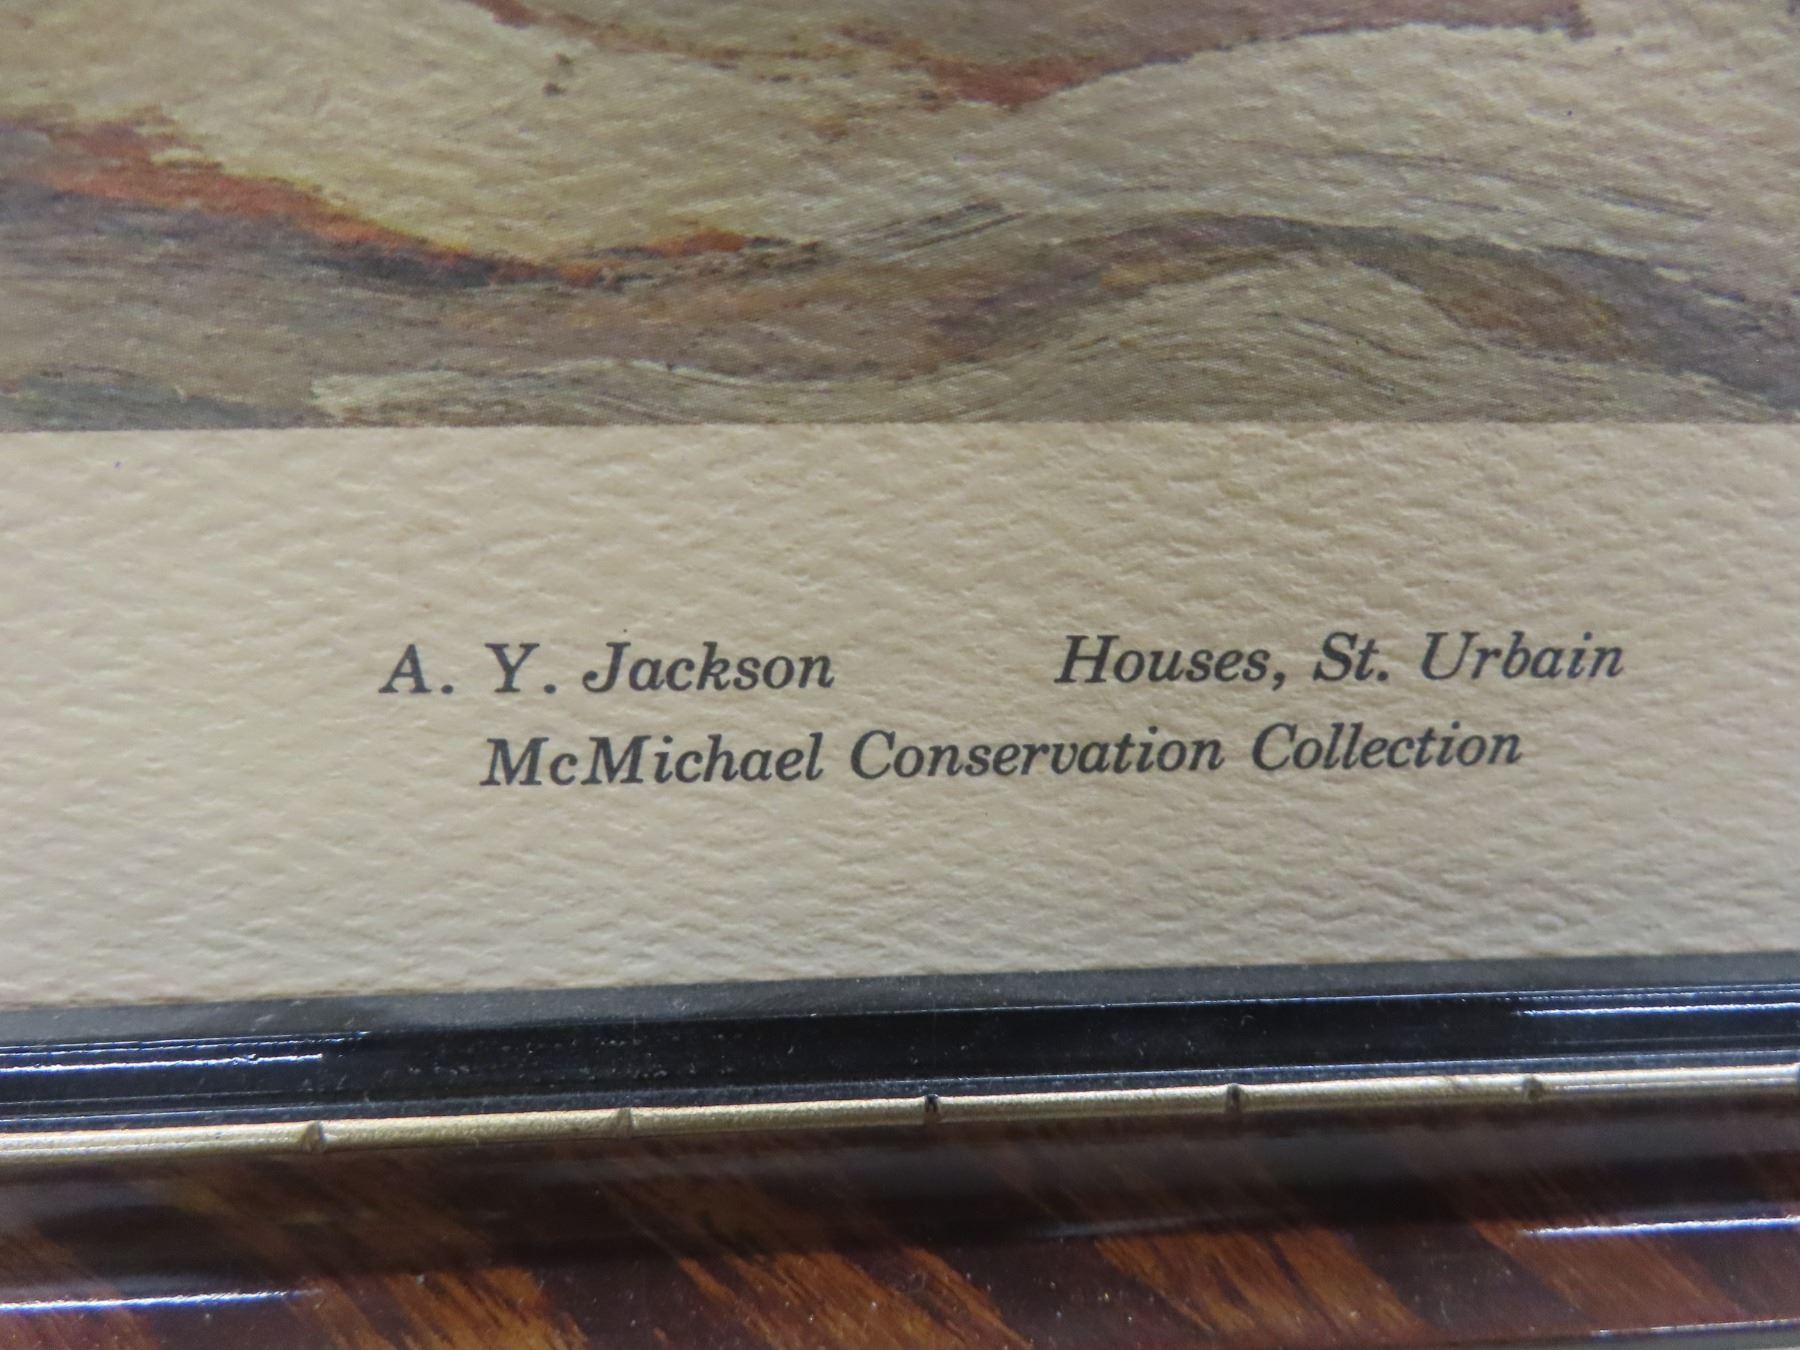 A. Y. Jackson Houses, St. Urbain
McMichael Conservation Collection